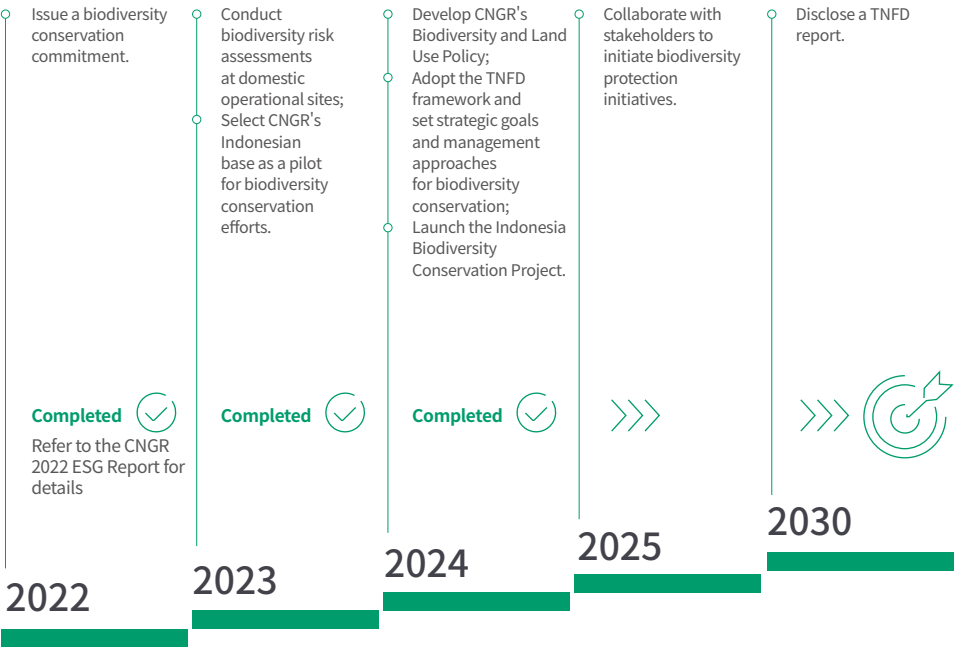 Issue a biodiversity
conservation
commitment.
Completed
Refer to the CNGR
2022 ESG Report for
details
2022
Conduct
biodiversity risk
assessments
at domestic
operational sites;
Select CNGR's
Indonesian
base as a pilot
for biodiversity
conservation
efforts.
Completed
2023
Develop CNGR's
Biodiversity and Land
Use Policy;
Adopt the TNFD
framework and
set strategic goals
and management
approaches
for biodiversity
conservation;
Launch the Indonesia
Biodiversity
Conservation Project.
Completed
2024
Collaborate with
stakeholders to
initiate biodiversity
protection
initiatives.
2025
Disclose a TNFD
report.
2030